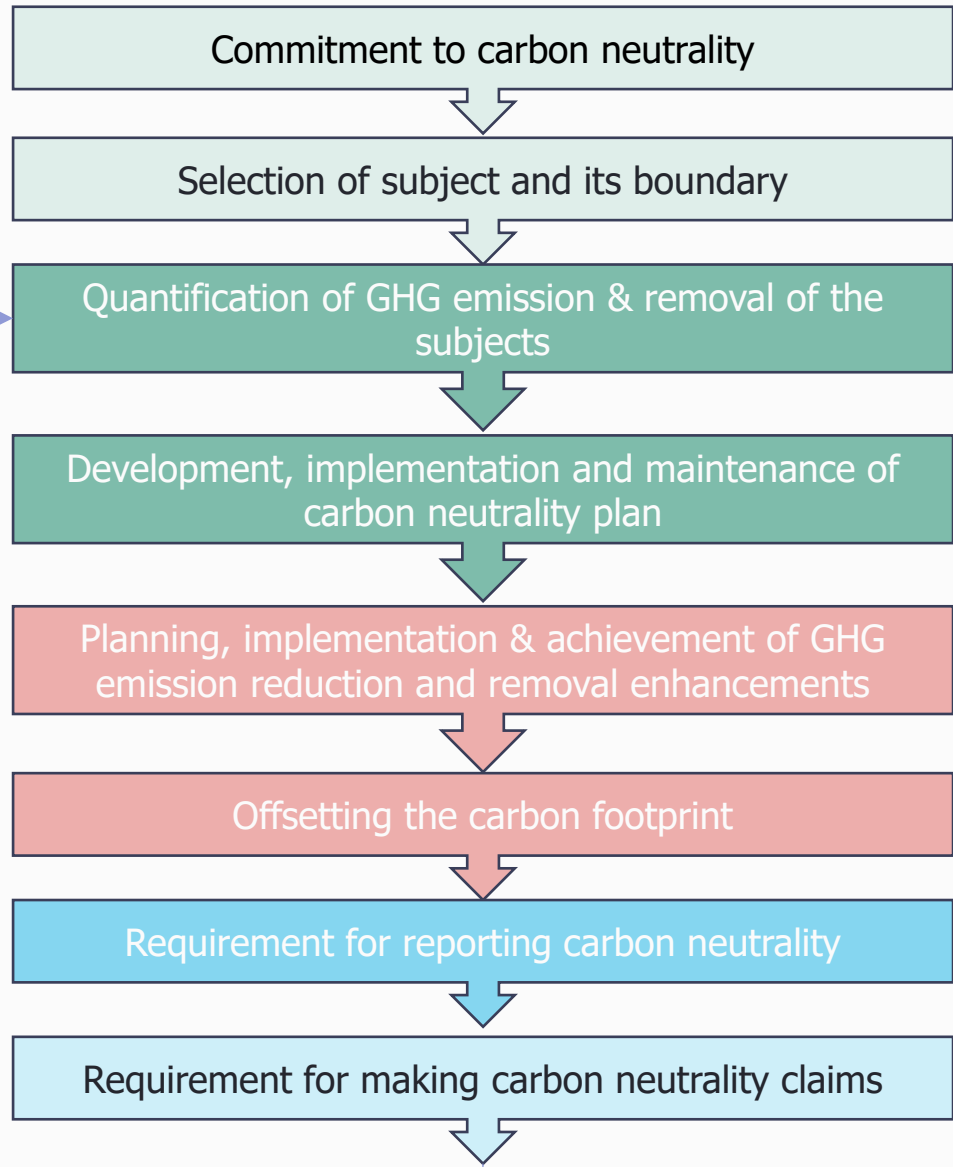 Commitment to carbon neutrality
Selection of subject and its boundary
Quantification of GHG emission & removal of the
subjects
Development, implementation and maintenance of
carbon neutrality plan
Planning, implementation & achievement of GHG
emission reduction and removal enhancements
Offsetting the carbon footprint
Requirement for reporting carbon neutrality
Requirement for making carbon neutrality claims